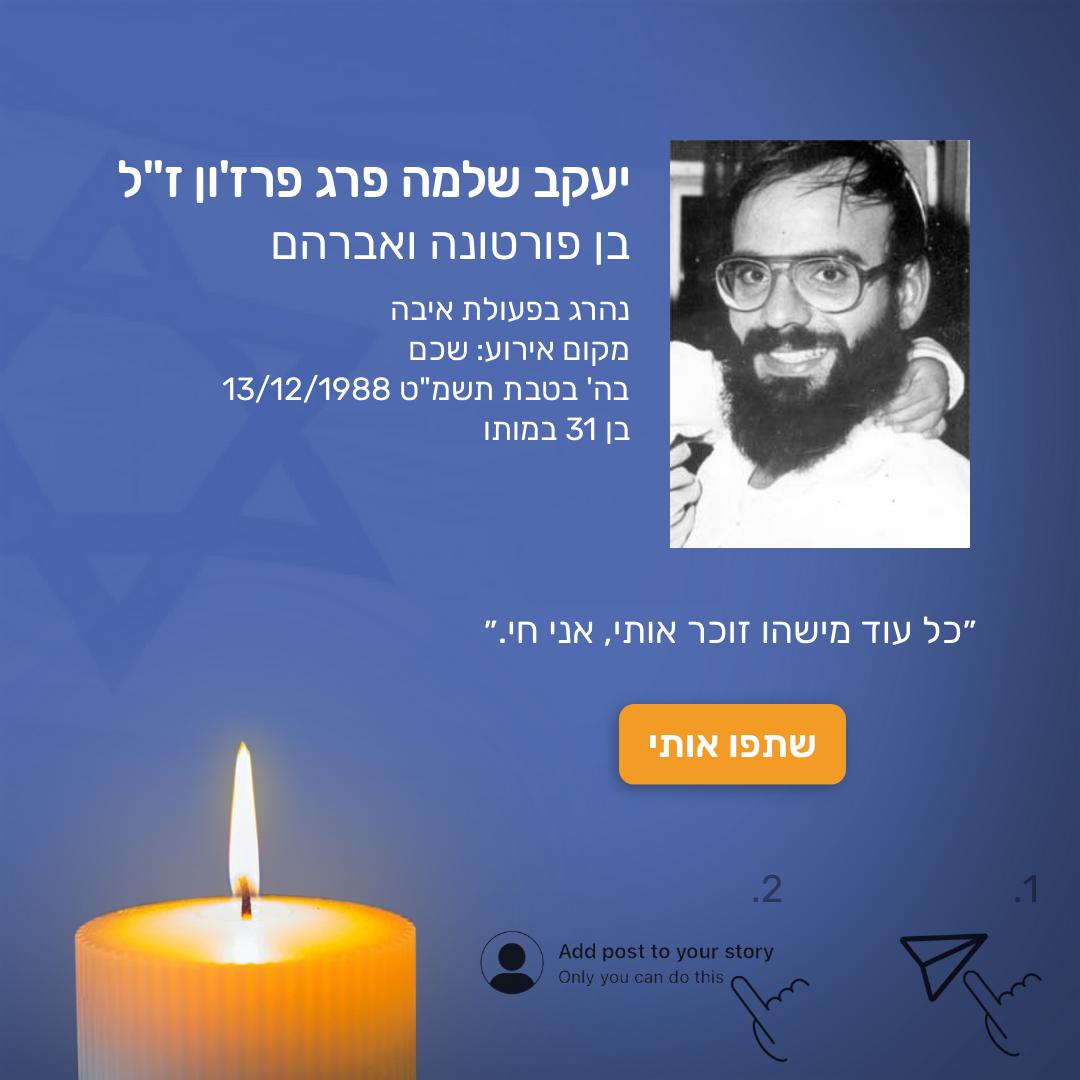 יעקב שלמה פרג פרז'ון ז"ל
בן פורטונה ואברהם
נהרג בפעולת איבה
מקום אירוע: שכם
בה' בטבת תשמ"ט 13/12/1988
בן 31 במותו
״כל עוד מישהו זוכר אותי, אני חי.״
שתפו אותי
1.
2.
Add post to your story
Only you can do this